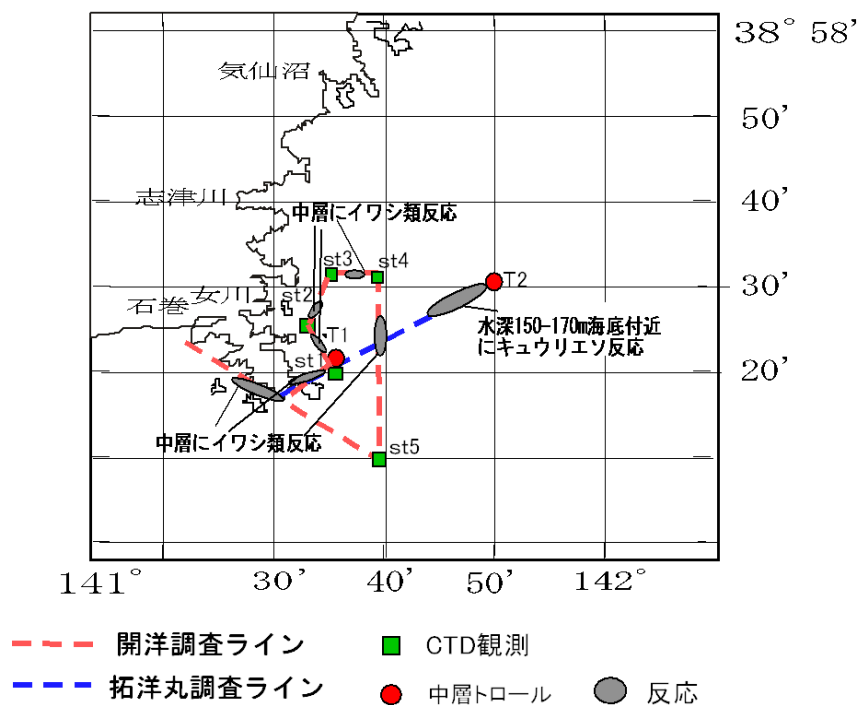 38° 58’
気仙沼
50’
志津川
40’
中層にイワシ類反応
st3
st4
T2
30’
石巻
女川
st2
T1
水深150-170m海底付近
にキュウリエソ反応
st1
20’
中層にイワシ類反応
st5
141°
30’
40’
50’
142°
開洋調査ライン
CTD観測
拓洋丸調査ライン
中層トロール
反応